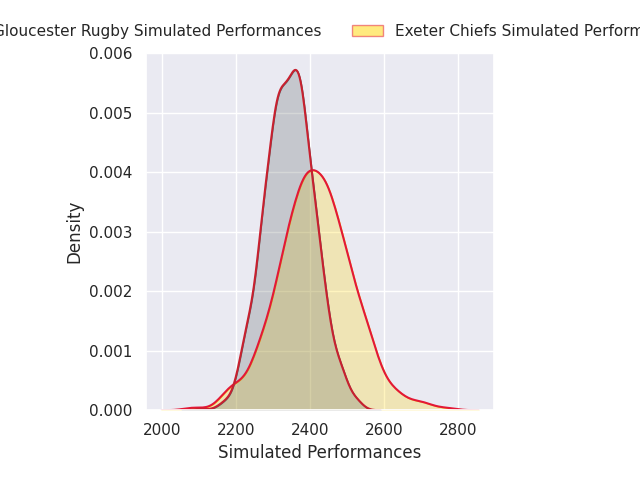 Gloucester Rugby Simulated Performances Exeter Chiefs Simulated Perform
0.006
0.005
0.004
0.003
0.002
0.001
0.000
Density
2000 2200 2400 2600 2800
Simulated Performances